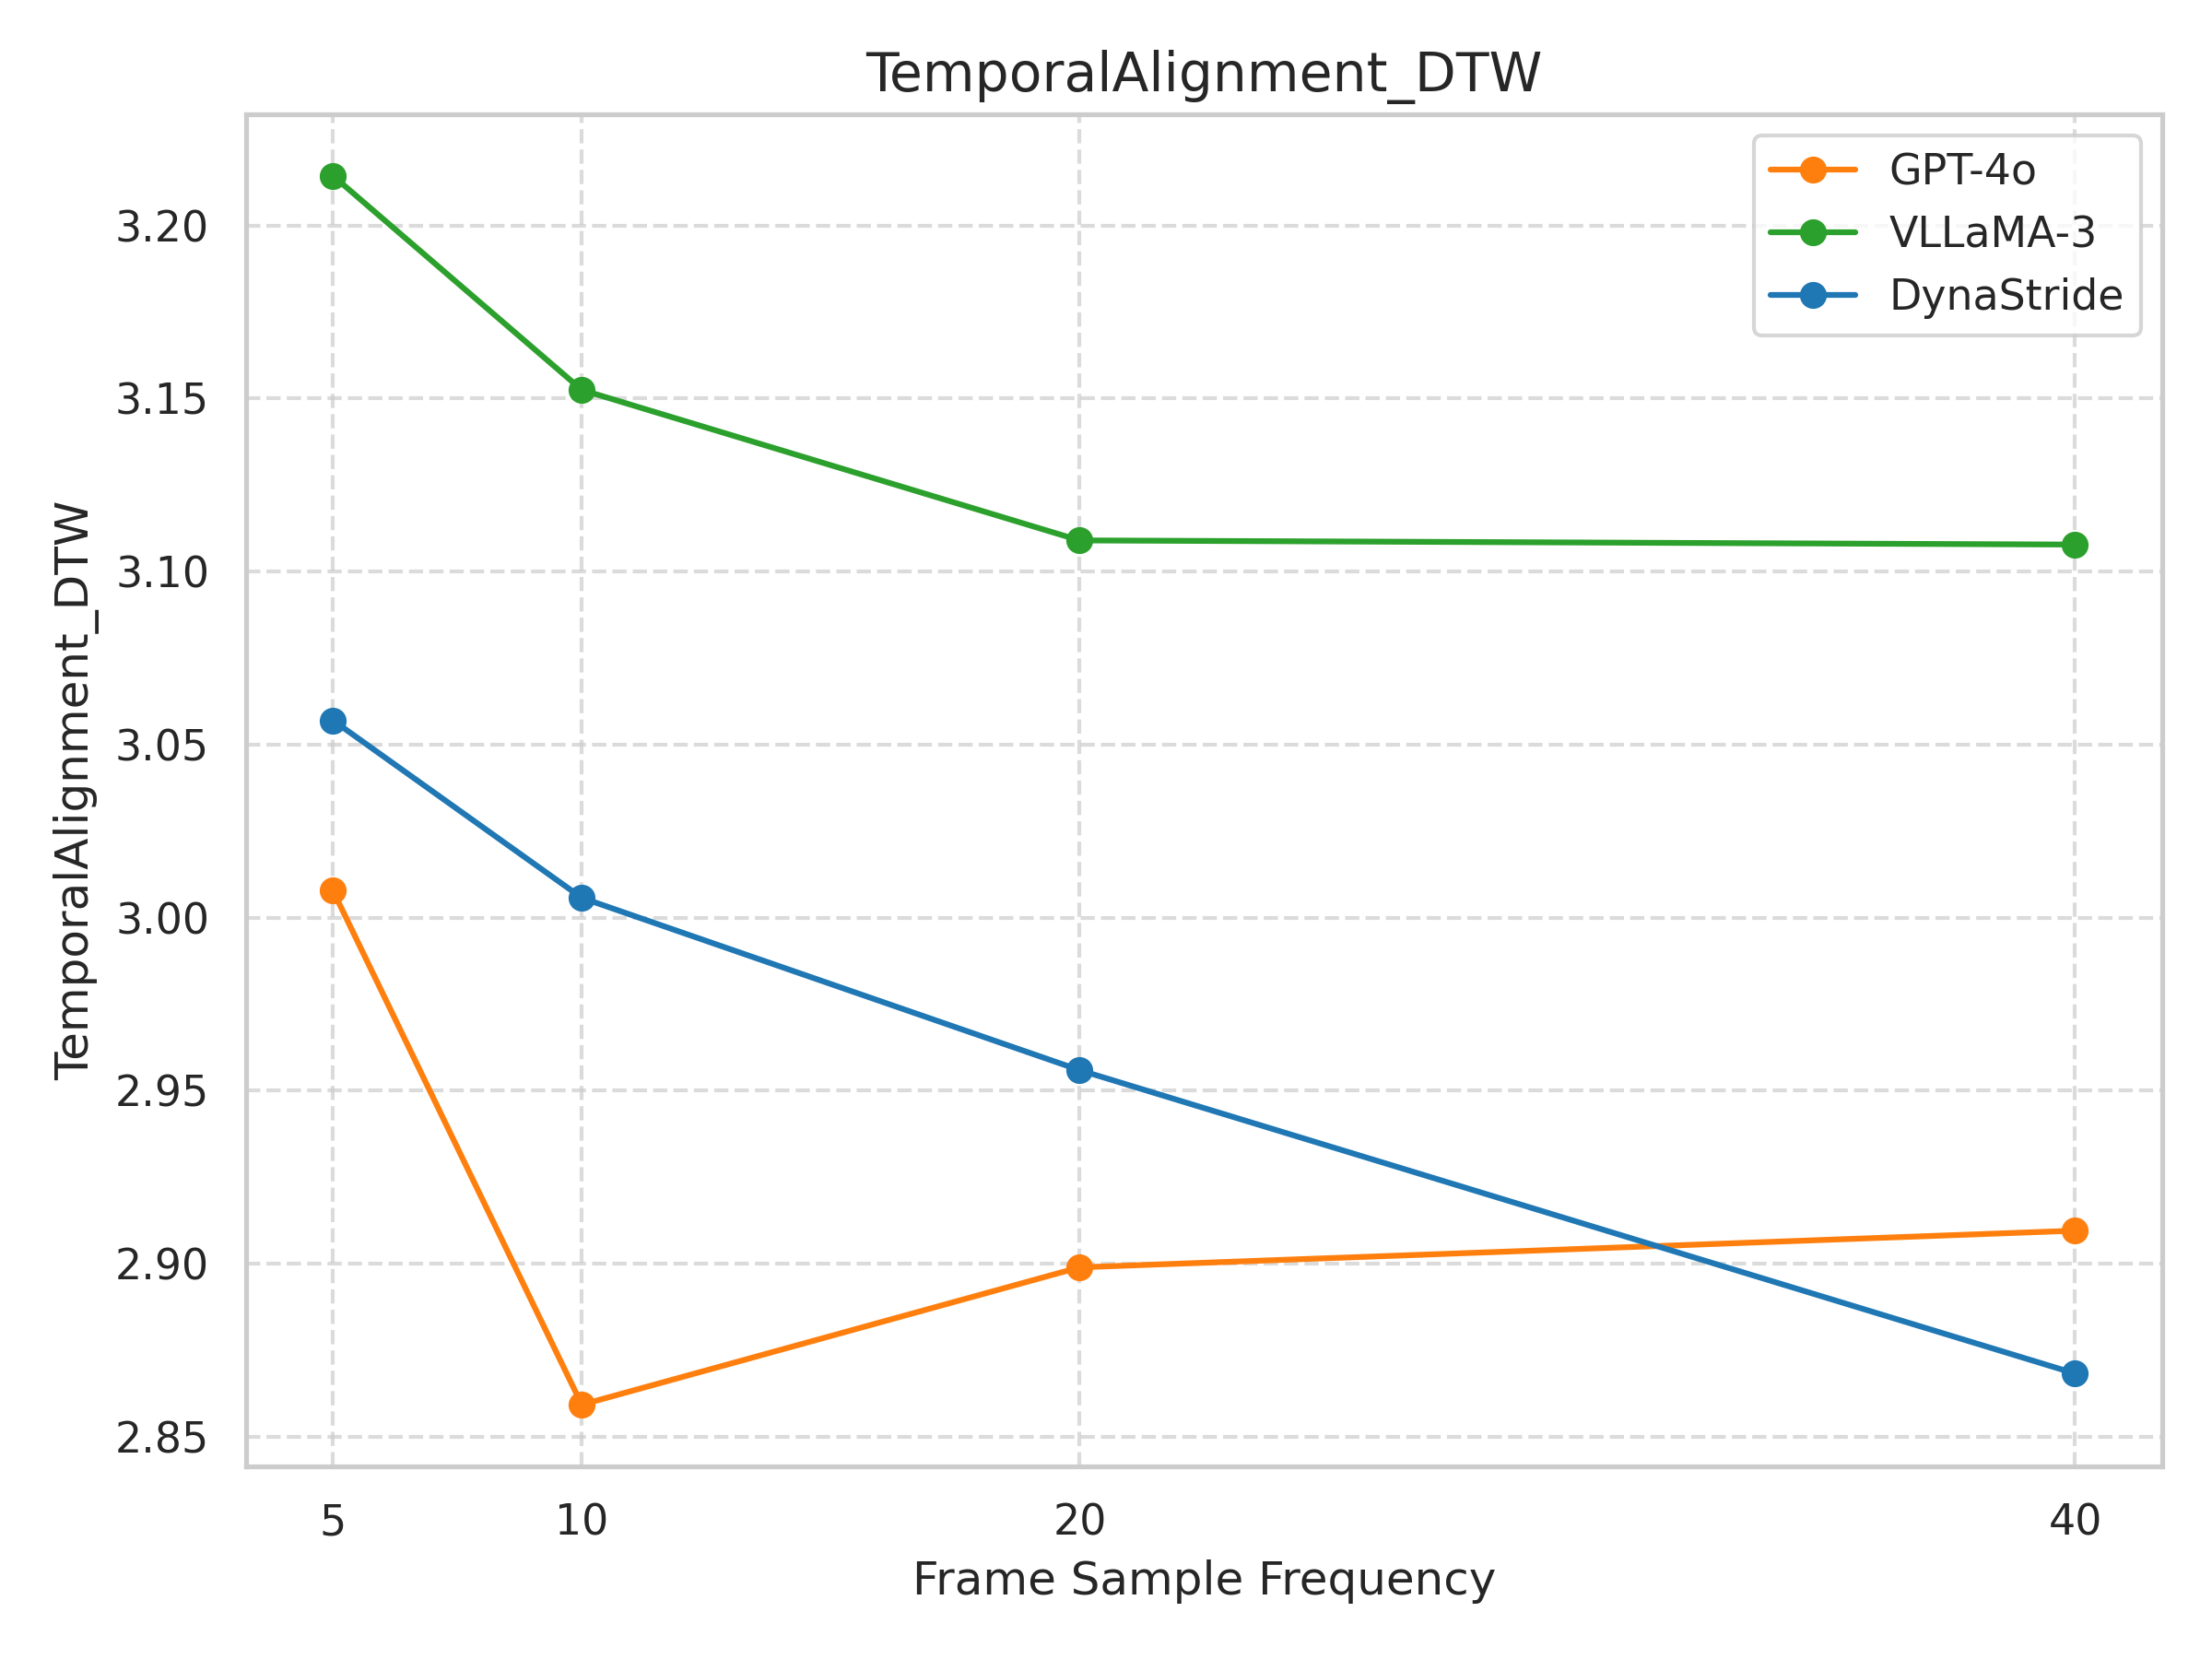 TemporalAlignment_DTW
GPT-4o
VLLaMA-3
DynaStride
TemporalAlignment_DTW
3.20
3.15
3.10
3.05
3.00
2.95
2.90
2.85
5 10 20 40
Frame Sample Frequency